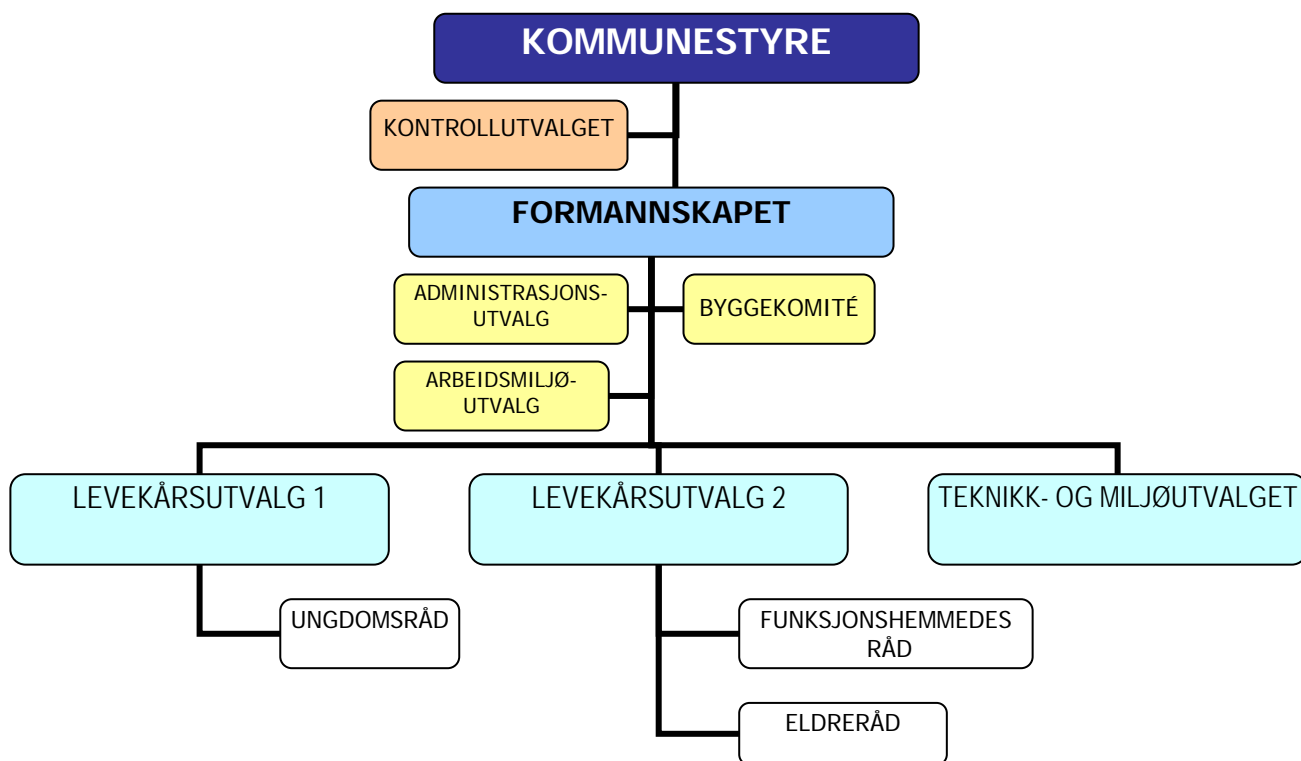 KOMMUNESTYRE
KONTROLLUTVALGET
FORMANNSKAPET
ADMINISTRASJONS-
UTVALG
BYGGEKOMITÉ
ARBEIDSMILJØ-
UTVALG
LEVEKÅRSUTVALG 1
LEVEKÅRSUTVALG 2
TEKNIKK- OG MILJØUTVALGET
UNGDOMSRÅD
FUNKSJONSHEMMEDES
RÅD
ELDRERÅD